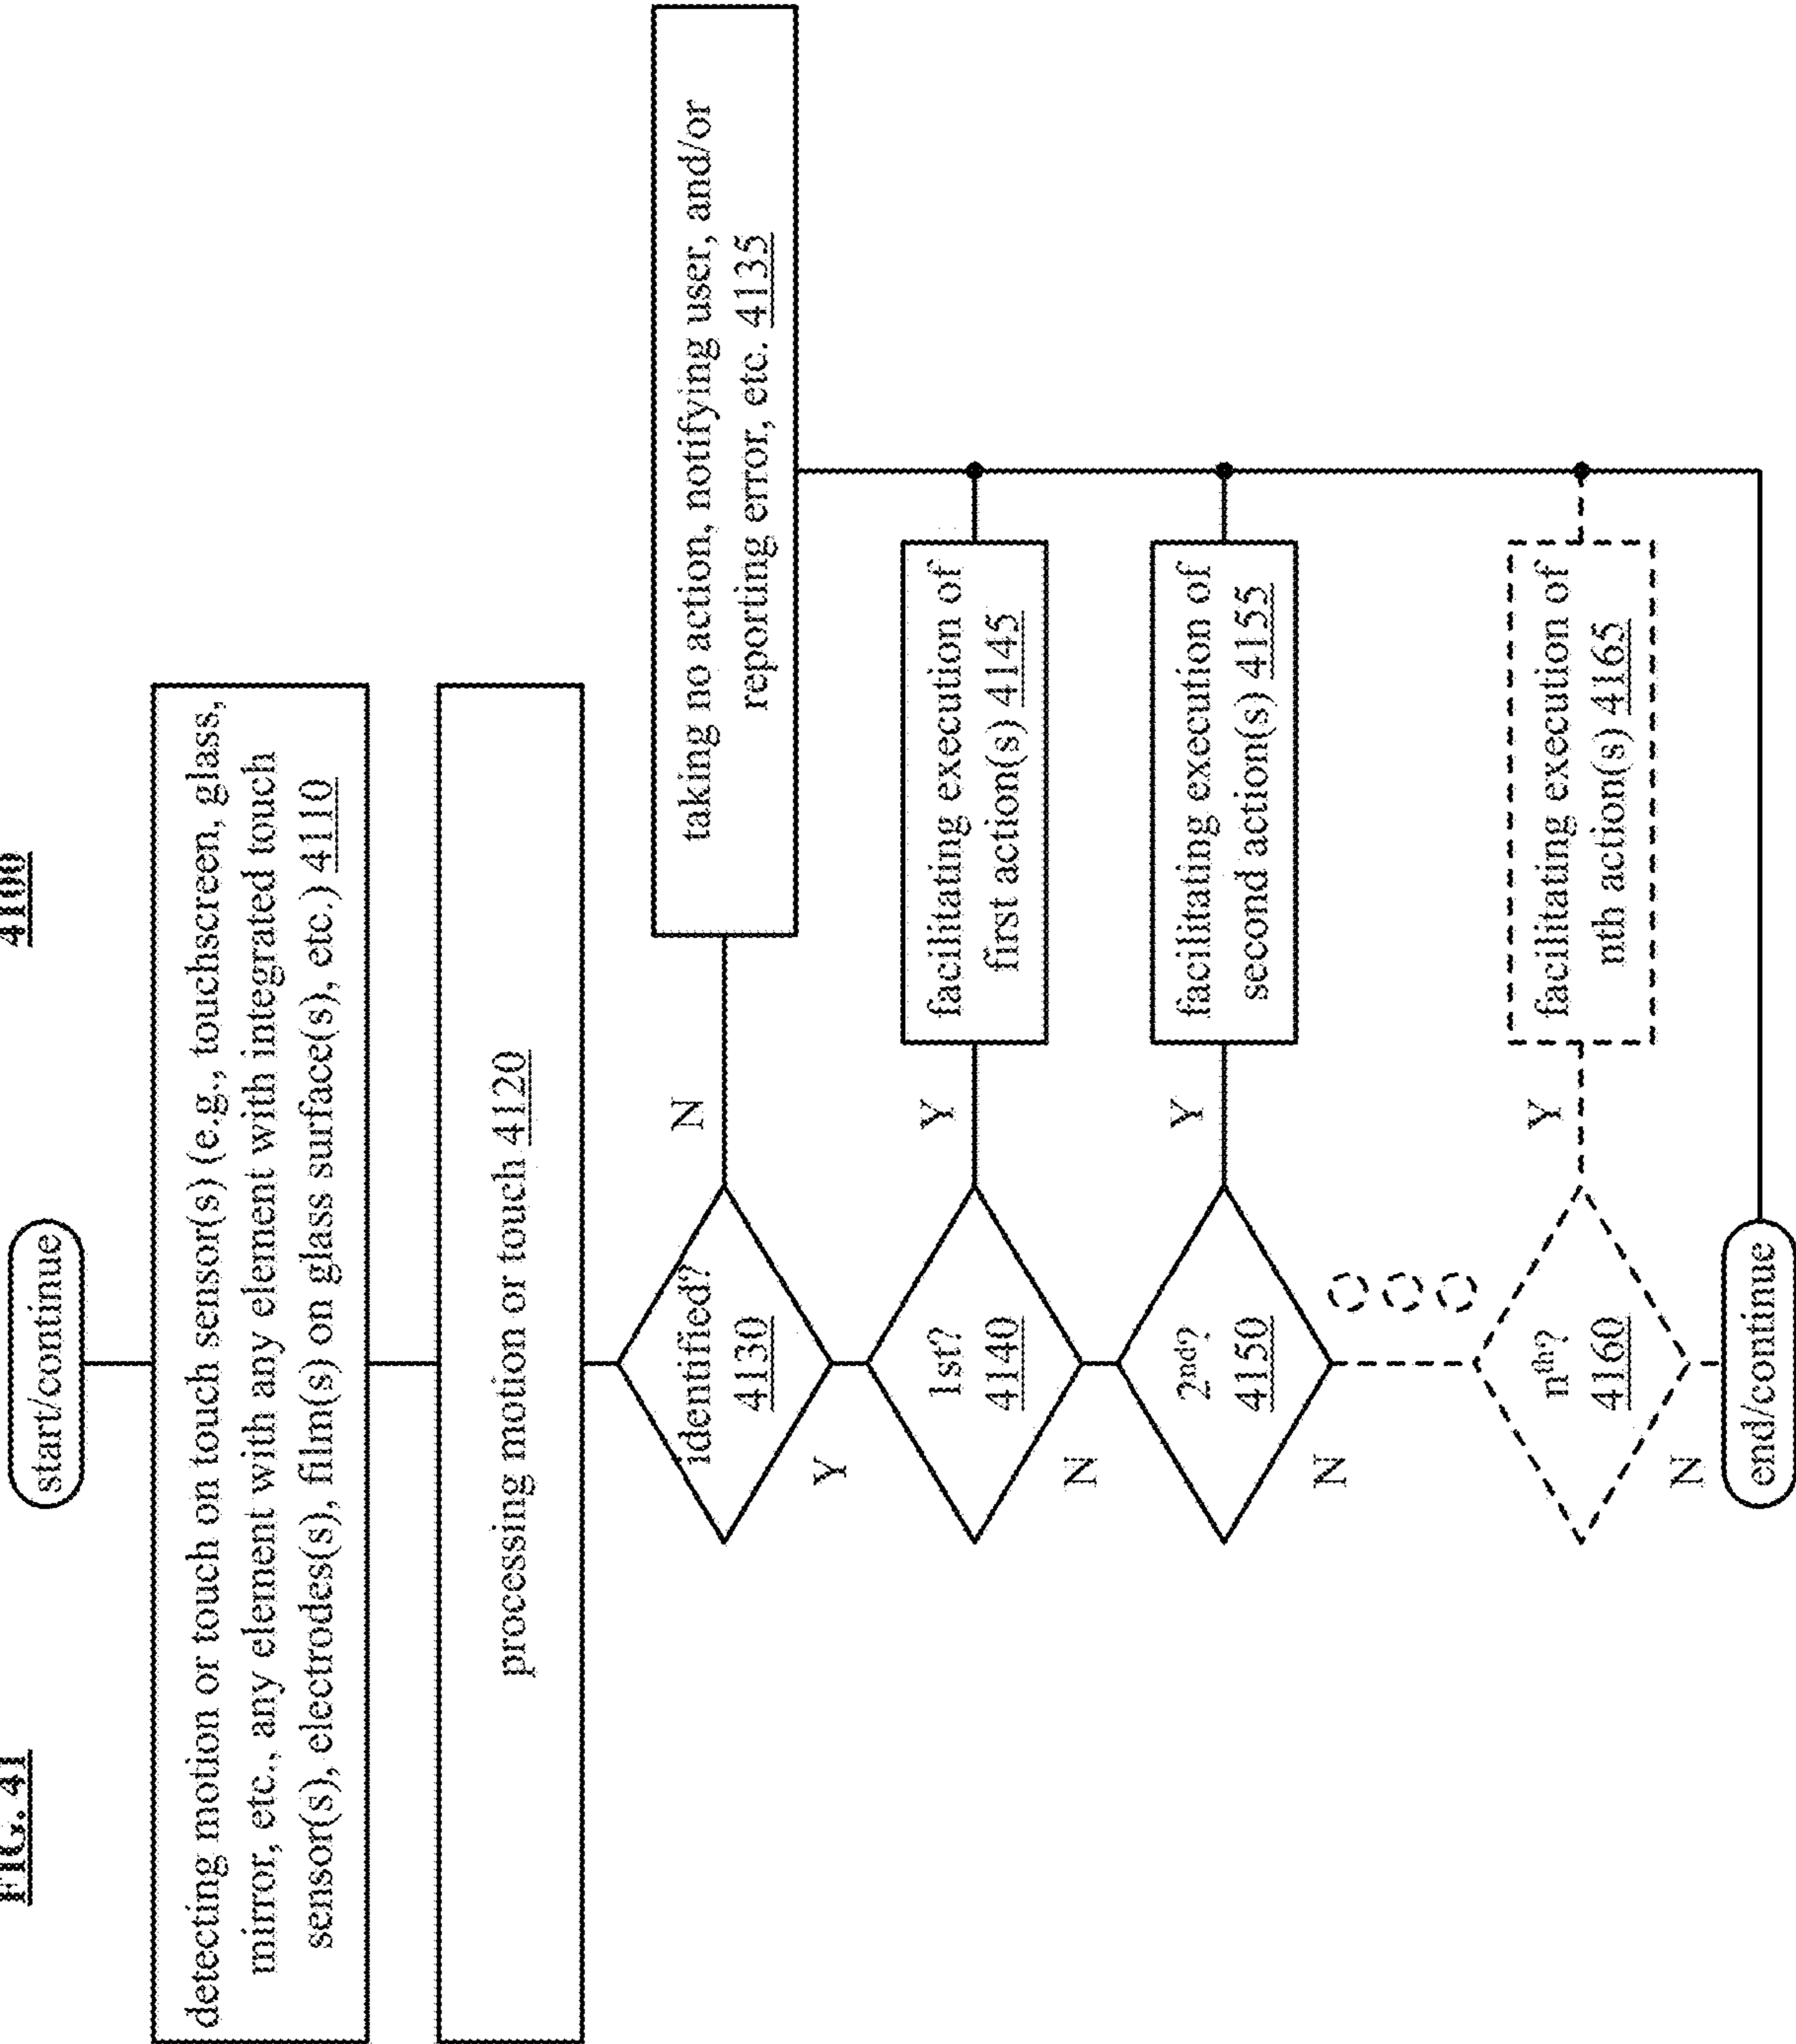 FIG. 41
4100
start/continue
detecting motion or touch on touch sensor(s) (e.g., touchscreen, glass,
mirror, etc., any element with any element with integrated touch
sensor(s), electrodes(s), film(s) on glass surface(s), etc.) 4110
processing motion or touch 4120
identified?
4130
N
Y
taking no action, notifying user, and/or
reporting error, etc. 4135
1st?
4140
Y
N
facilitating execution of
first action(s) 4145
2nd?
4150
Y
N
facilitating execution of
second action(s) 4155
nth?
4160
Y
N
facilitating execution of
nth action(s) 4165
end/continue